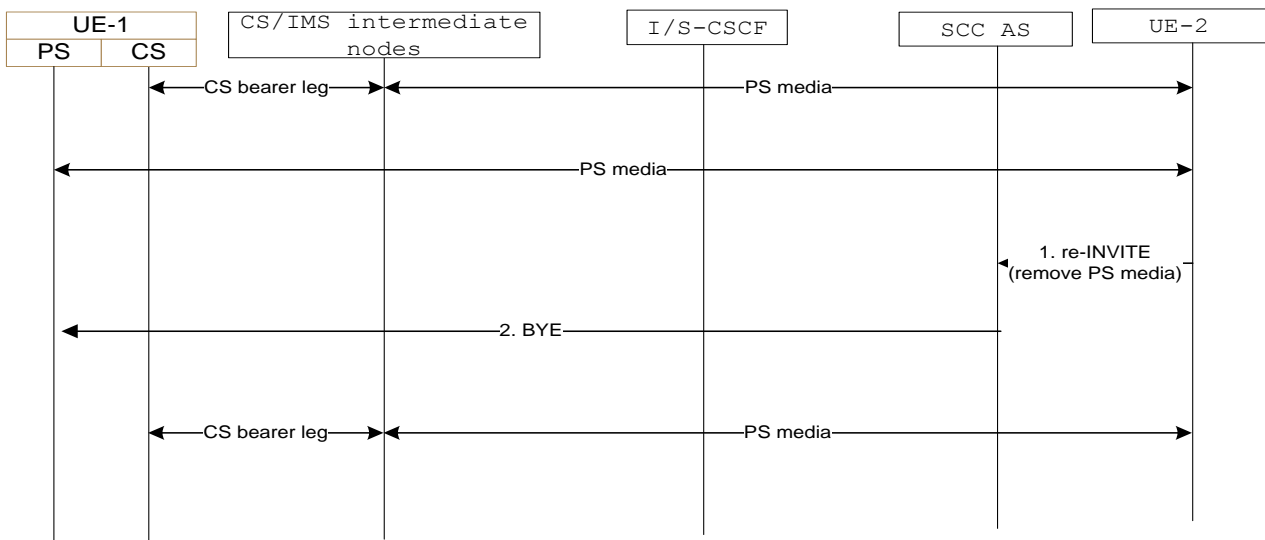 UE-1
PS
CS
CS/IMS intermediate
nodes
I/S-CSCF
SCC AS
UE-2
CS bearer leg
PS media
PS media
1. re-INVITE
(remove PS media)
2. BYE
CS bearer leg
PS media